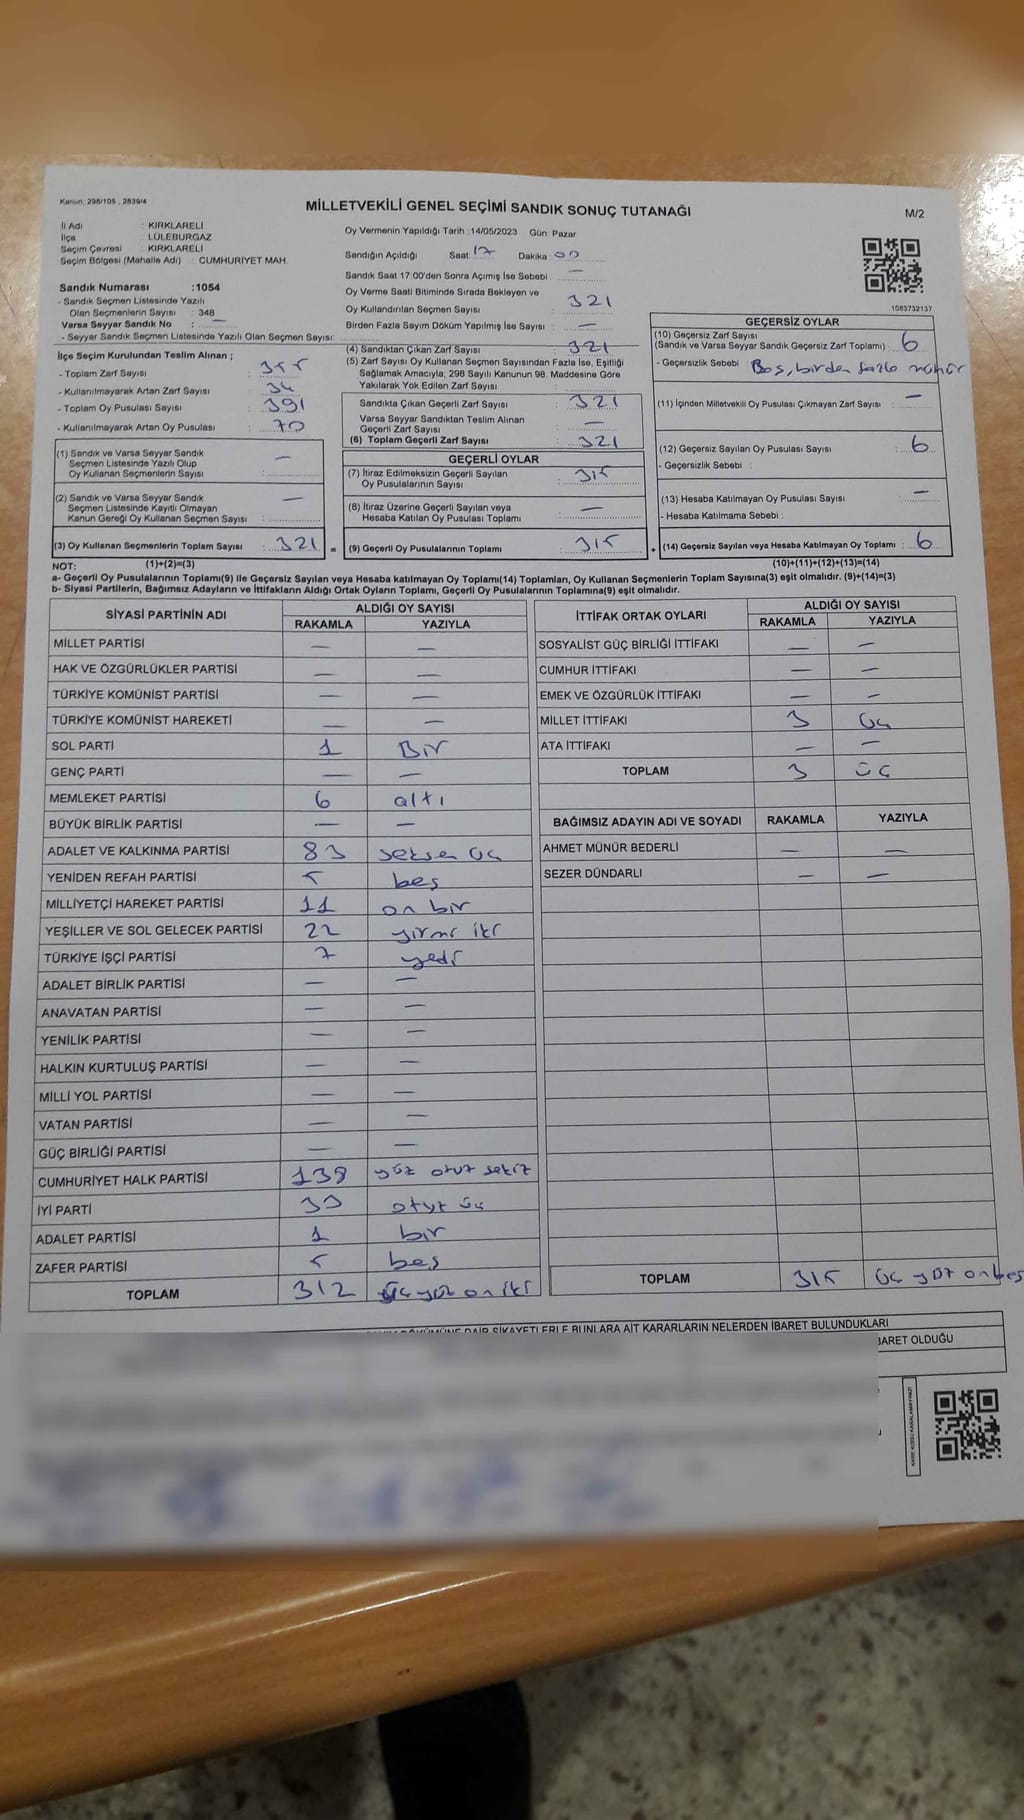 Kanun; 298/105 , 2839/4
MİLLETVEKİLİ GENEL SEÇİMİ SANDIK SONUÇ TUTANAĞI
M/2
İl Adı : KIRKLARELİ
İlçe : LÜLEBURGAZ
Seçim Çevresi : KIRKLARELİ
Seçim Bölgesi (Mahalle Adı) : CUMHURİYET MAH.
Sandık Numarası :1054
- Sandık Seçmen Listesinde Yazılı
Olan Seçmenlerin Sayısı : 348
Varsa Seyyar Sandık No : —
- Seyyar Sandık Seçmen Listesinde Yazılı Olan Seçmen Sayısı:
İlçe Seçim Kurulundan Teslim Alınan ;
- Toplam Zarf Sayısı : 355
- Kullanılmayarak Artan Zarf Sayısı : 34
- Toplam Oy Pusulası Sayısı : 391
- Kullanılmayarak Artan Oy Pusulası : 70
(1) Sandık ve Varsa Seyyar Sandık
Seçmen Listesinde Yazılı Olup
Oy Kullanan Seçmenlerin Sayısı : —
(2) Sandık ve Varsa Seyyar Sandık
Seçmen Listesinde Kayıtlı Olmayan
Kanun Gereği Oy Kullanan Seçmen Sayısı : —
(3) Oy Kullanan Seçmenlerin Toplam Sayısı : 321 =
(1)+(2)=(3)
Oy Vermenin Yapıldığı Tarih :14/05/2023 Gün: Pazar
Sandığın Açıldığı Saat: 17 Dakika: 00
Sandık Saat 17:00'den Sonra Açımış İse Sebebi : —
Oy Verme Saati Bitiminde Sırada Bekleyen ve
Oy Kullandırılan Seçmen Sayısı : 321
Birden Fazla Sayım Döküm Yapılmış İse Sayısı : —
(4) Sandıktan Çıkan Zarf Sayısı : 321
(5) Zarf Sayısı Oy Kullanan Seçmen Sayısından Fazla İse, Eşitliği
Sağlamak Amacıyla; 298 Sayılı Kanunun 98. Maddesine Göre
Yakılarak Yok Edilen Zarf Sayısı :
Sandıkta Çıkan Geçerli Zarf Sayısı : 321
Varsa Seyyar Sandıktan Teslim Alınan
Geçerli Zarf Sayısı : —
(6) Toplam Geçerli Zarf Sayısı : 321
GEÇERLİ OYLAR
(7) İtiraz Edilmeksizin Geçerli Sayılan
Oy Pusulalarının Sayısı : 315
(8) İtiraz Üzerine Geçerli Sayılan veya
Hesaba Katılan Oy Pusulası Toplamı : —
(9) Geçerli Oy Pusulalarının Toplamı : 315 +
1083732137
GEÇERSİZ OYLAR
(10) Geçersiz Zarf Sayısı
(Sandık ve Varsa Seyyar Sandık Geçersiz Zarf Toplamı) : 6
- Geçersizlik Sebebi : Boş, birden fazla mühür
(11) İçinden Milletvekili Oy Pusulası Çıkmayan Zarf Sayısı : —
(12) Geçersiz Sayılan Oy Pusulası Sayısı : 6
- Geçersizlik Sebebi :
(13) Hesaba Katılmayan Oy Pusulası Sayısı : —
- Hesaba Katılmama Sebebi :
(14) Geçersiz Sayılan veya Hesaba Katılmayan Oy Toplamı : 6
(10)+(11)+(12)+(13)=(14)
NOT:
a- Geçerli Oy Pusulalarının Toplamı(9) ile Geçersiz Sayılan veya Hesaba katılmayan Oy Toplamı(14) Toplamları, Oy Kullanan Seçmenlerin Toplam Sayısına(3) eşit olmalıdır. (9)+(14)=(3)
b- Siyasi Partilerin, Bağımsız Adayların ve İttifakların Aldığı Ortak Oyların Toplamı, Geçerli Oy Pusulalarının Toplamına(9) eşit olmalıdır.
SİYASİ PARTİNİN ADI ALDIĞI OY SAYISI
RAKAMLA YAZIYLA
MİLLET PARTİSİ — —
HAK VE ÖZGÜRLÜKLER PARTİSİ — —
TÜRKİYE KOMÜNİST PARTİSİ — —
TÜRKİYE KOMÜNİST HAREKETİ — —
SOL PARTİ 1 Bir
GENÇ PARTİ — —
MEMLEKET PARTİSİ 6 altı
BÜYÜK BİRLİK PARTİSİ — —
ADALET VE KALKINMA PARTİSİ 83 seksen üç
YENİDEN REFAH PARTİSİ 5 beş
MİLLİYETÇİ HAREKET PARTİSİ 11 on bir
YEŞİLLER VE SOL GELECEK PARTİSİ 22 yirmi iki
TÜRKİYE İŞÇİ PARTİSİ 7 yedi
ADALET BİRLİK PARTİSİ — —
ANAVATAN PARTİSİ — —
YENİLİK PARTİSİ — —
HALKIN KURTULUŞ PARTİSİ — —
MİLLİ YOL PARTİSİ — —
VATAN PARTİSİ — —
GÜÇ BİRLİĞİ PARTİSİ — —
CUMHURİYET HALK PARTİSİ 138 yüz otuz sekiz
İYİ PARTİ 33 otuz üç
ADALET PARTİSİ 1 bir
ZAFER PARTİSİ 5 beş
TOPLAM 312 üç yüz on iki
İTTİFAK ORTAK OYLARI ALDIĞI OY SAYISI
RAKAMLA YAZIYLA
SOSYALİST GÜÇ BİRLİĞİ İTTİFAKI — —
CUMHUR İTTİFAKI — —
EMEK VE ÖZGÜRLÜK İTTİFAKI — —
MİLLET İTTİFAKI 3 üç
ATA İTTİFAKI — —
TOPLAM 3 üç
BAĞIMSIZ ADAYIN ADI VE SOYADI RAKAMLA YAZIYLA
AHMET MÜNÜR BEDERLİ — —
SEZER DÜNDARLI — —
TOPLAM 315 üç yüz onbeş
DÖKÜMÜNE DAİR ŞİKAYETLERLE BUNLARA AİT KARARLARIN NELERDEN İBARET BULUNDUKLARI
BARET OLDUĞU